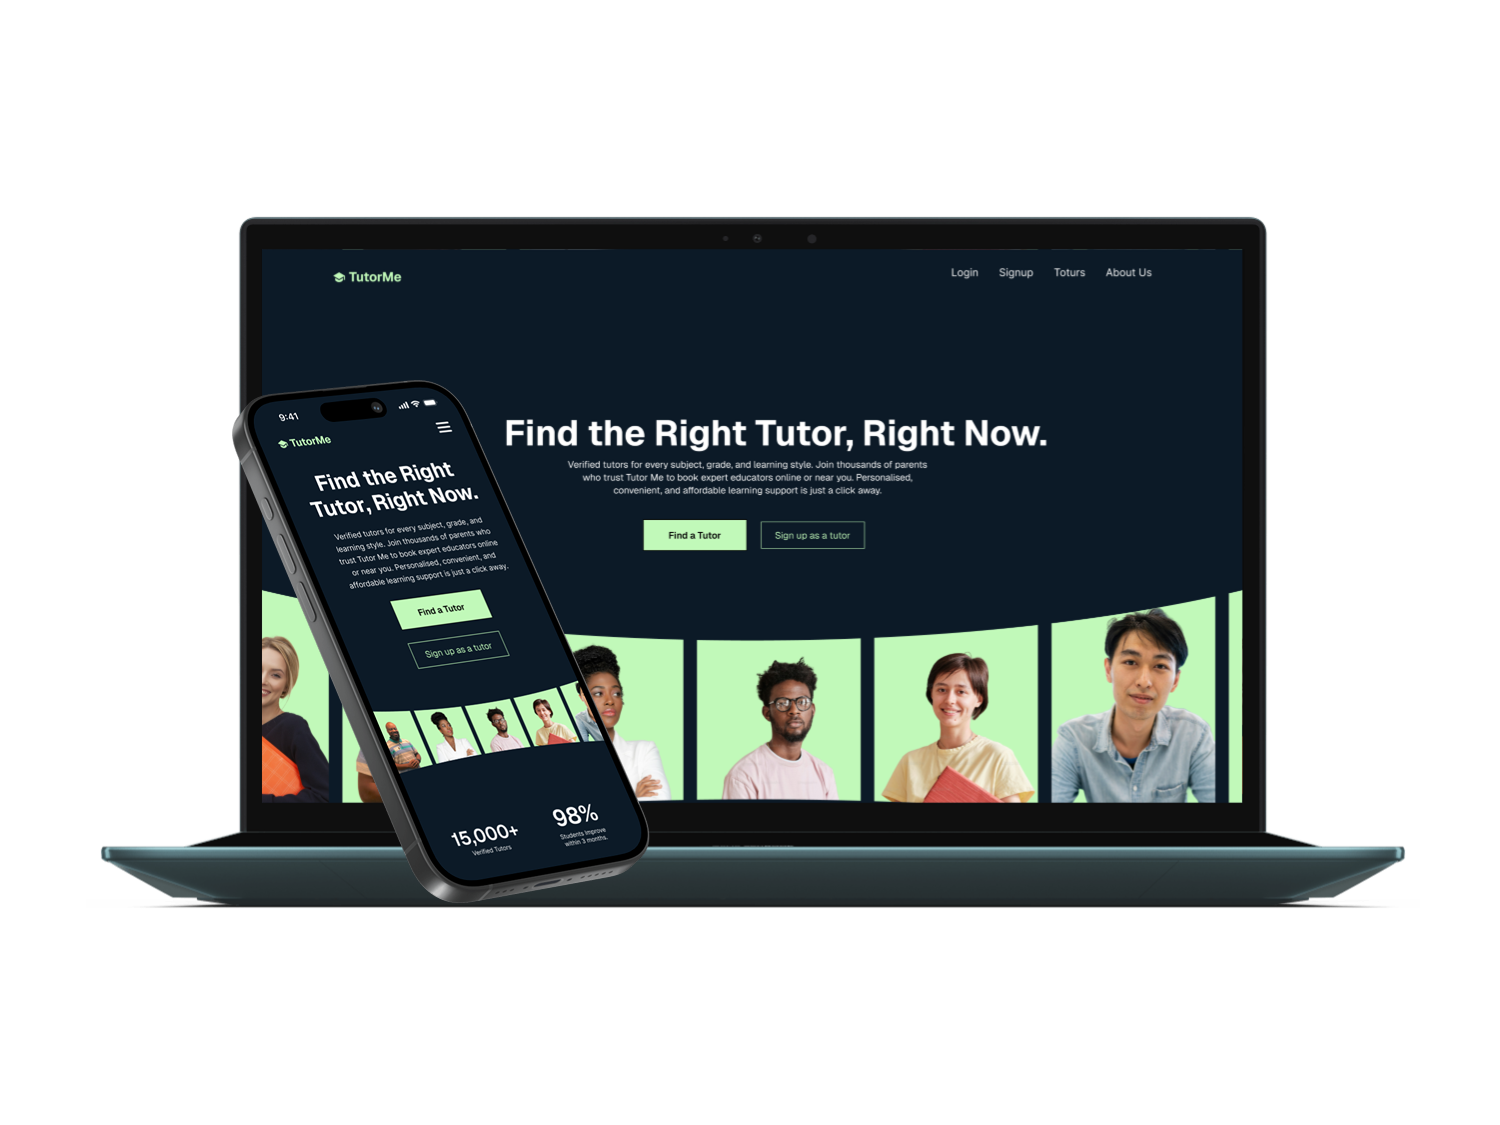 TutorMe
Login Signup Toturs About Us
Find the Right Tutor, Right Now.
Verified tutors for every subject, grade, and learning style. Join thousands of parents
who trust Tutor Me to book expert educators online or near you. Personalised,
convenient, and affordable learning support is just a click away.
Find a Tutor
Sign up as a tutor
9:41
TutorMe
Find the Right
Tutor, Right Now.
Verified tutors for every subject, grade, and
learning style. Join thousands of parents who
trust Tutor Me to book expert educators online
or near you. Personalised, convenient, and
affordable learning support is just a click away.
Find a Tutor
Sign up as a tutor
15,000+
Verified Tutors
98%
Students Improve
within 3 months.